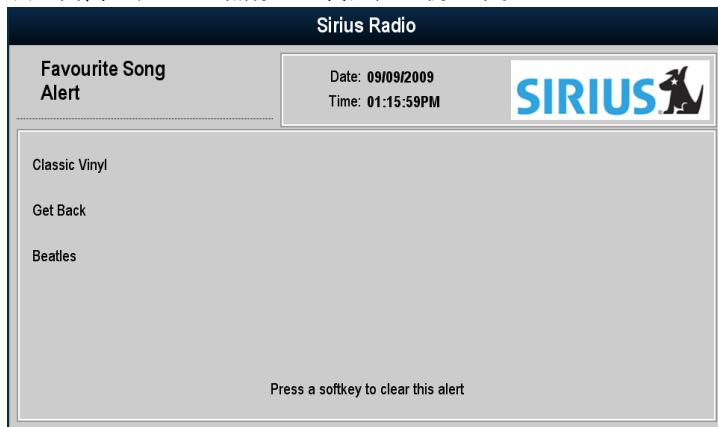 Sirius Radio
Favourite Song
Alert
Date: 09/09/2009
Time: 01:15:59PM
SIRIUS
Classic Vinyl
Get Back
Beatles
Press a softkey to clear this alert